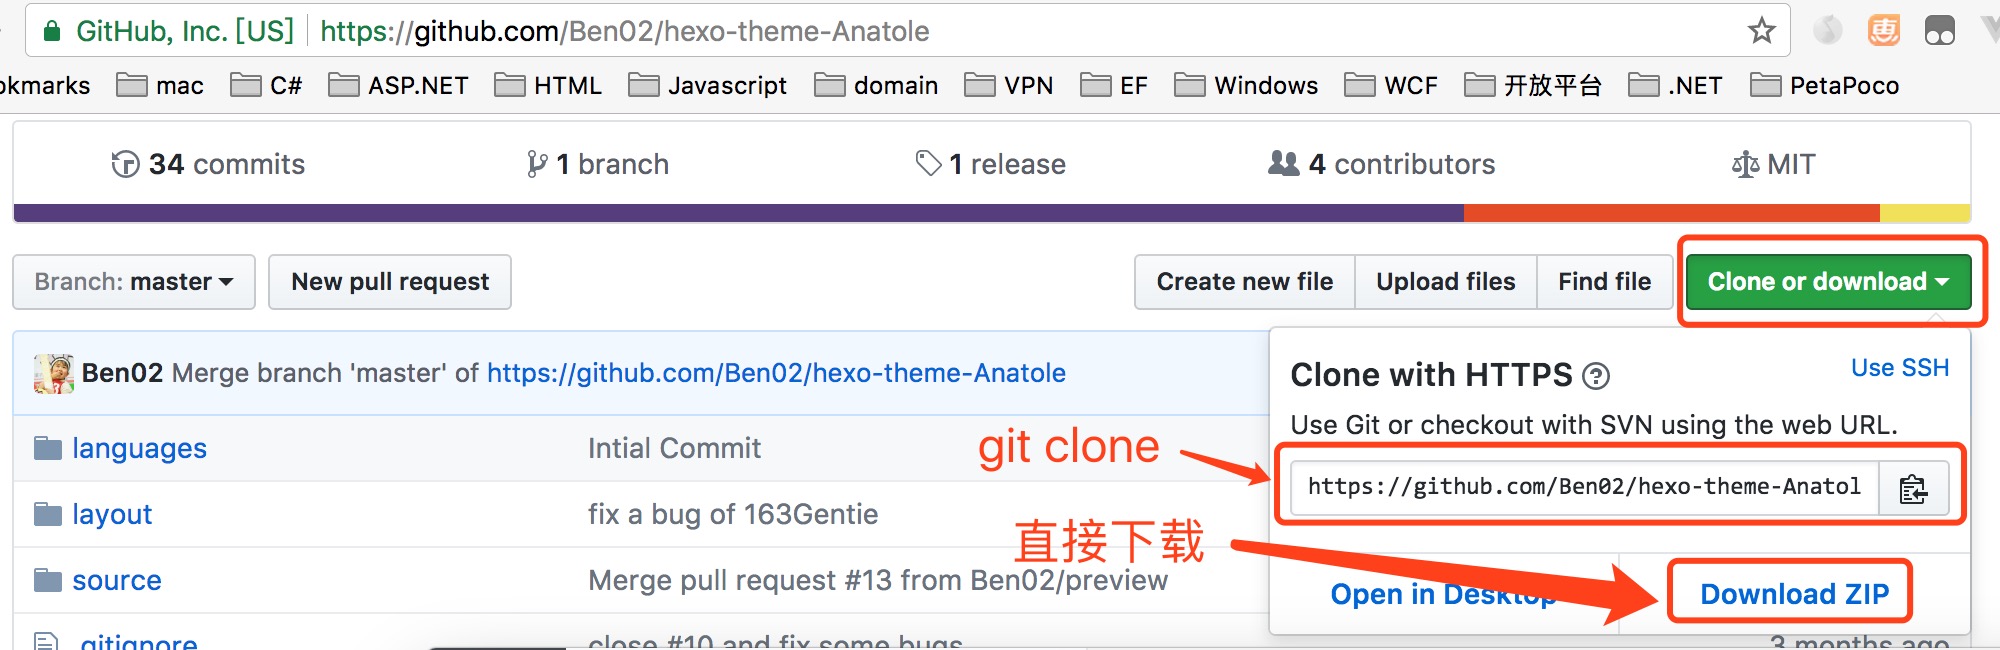 GitHub, Inc. [US] https://github.com/Ben02/hexo-theme-Anatole
okmarks mac C# ASP.NET HTML Javascript domain VPN EF Windows WCF 开放平台 .NET PetaPoco
34 commits 1 branch 1 release 4 contributors MIT
Branch: master New pull request Create new file Upload files Find file Clone or download
Ben02 Merge branch 'master' of https://github.com/Ben02/hexo-theme-Anatole
Clone with HTTPS ? Use SSH
Use Git or checkout with SVN using the web URL.
languages Intial Commit
git clone
https://github.com/Ben02/hexo-theme-Anatol
layout fix a bug of 163Gentie
直接下载
source Merge pull request #13 from Ben02/preview
Open in Desktop Download ZIP
.gitignore close #10 and fix some bugs 3 months ago